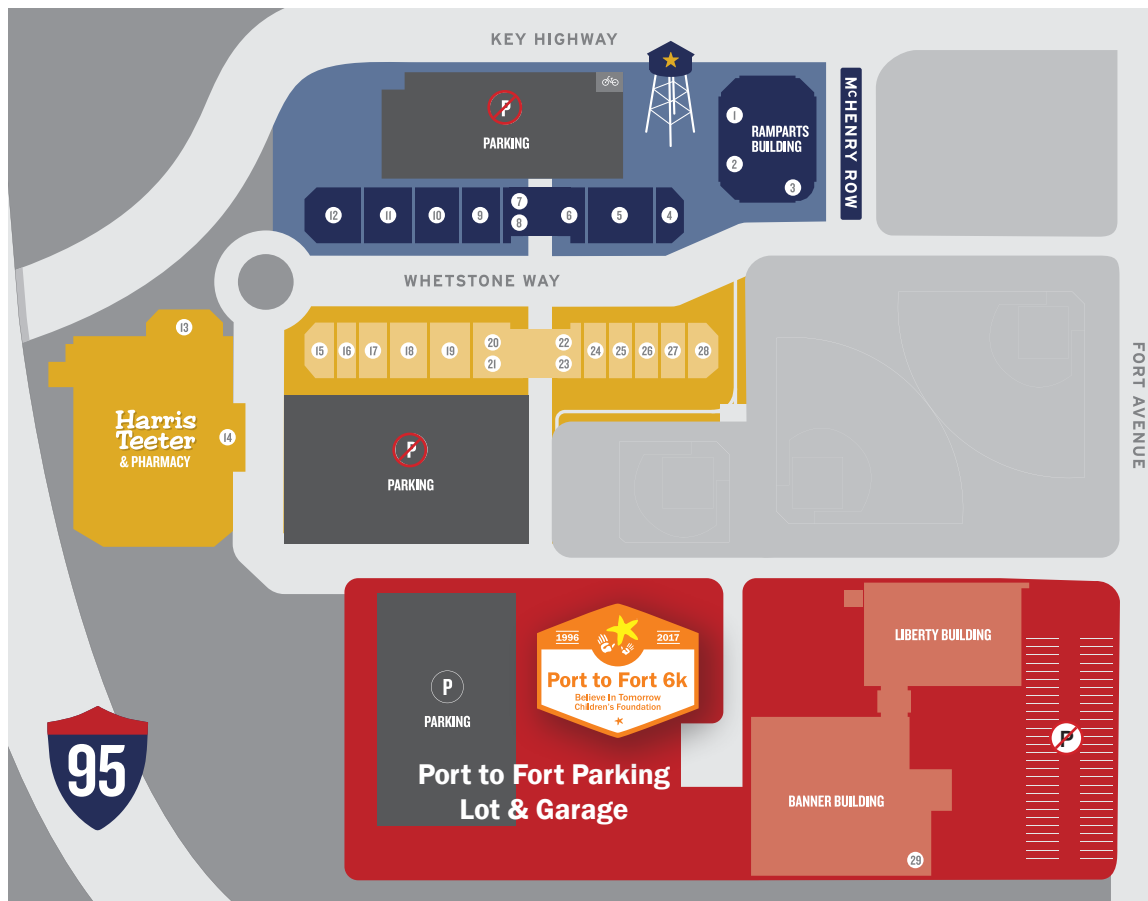 KEY HIGHWAY
P
PARKING
1
RAMPARTS
BUILDING
2
3
McHENRY ROW
12
11
10
9
7
8
6
5
4
WHETSTONE WAY
13
Harris
Teeter
& PHARMACY
14
15
16
17
18
19
20
21
22
23
24
25
26
27
28
P
PARKING
FORT AVENUE
P
PARKING
1996
2017
Port to Fort 6k
Believe In Tomorrow
Children's Foundation
Port to Fort Parking
Lot & Garage
LIBERTY BUILDING
BANNER BUILDING
29
P
95